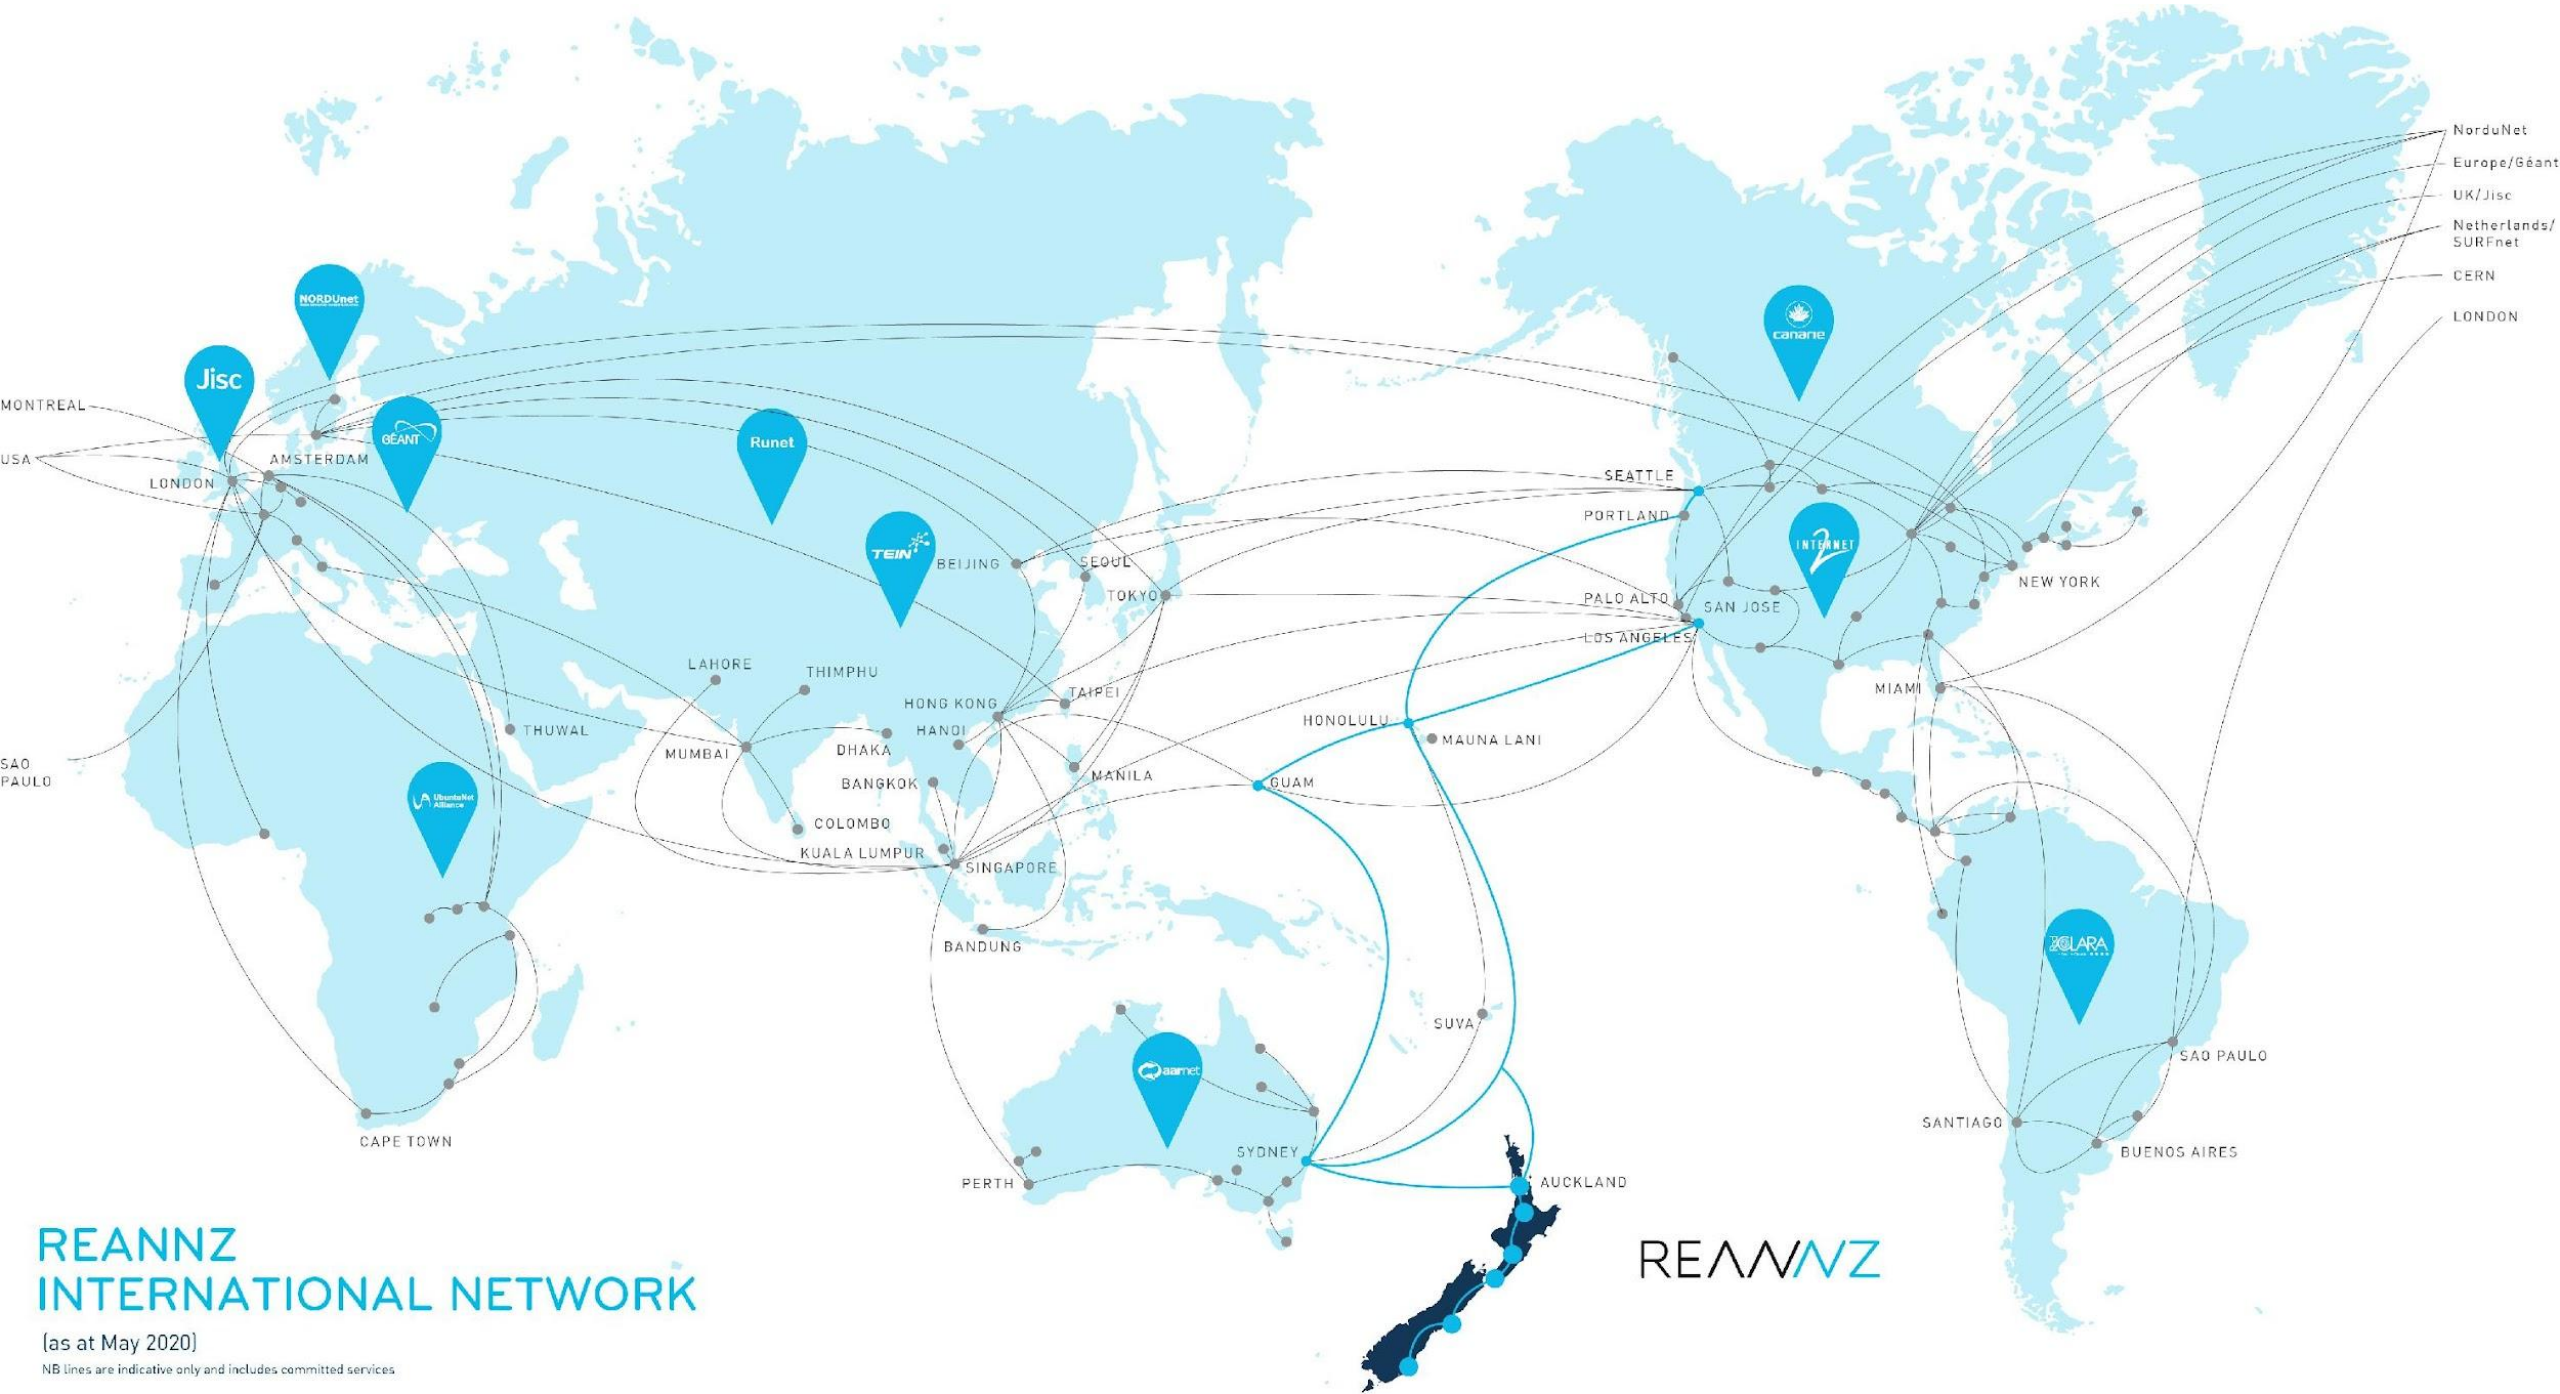 NorduNet
Europe/Géant
UK/Jisc
Netherlands/
SURFnet
CERN
LONDON
NORDUnet
canarie
Jisc
MONTREAL
GÉANT
Runet
USA
AMSTERDAM
LONDON
SEATTLE
PORTLAND
TEIN
BEIJING
SEOUL
TOKYO
INTERNET
2
NEW YORK
PALO ALTO
SAN JOSE
LOS ANGELES
LAHORE
THIMPHU
HONG KONG
TAIPEI
MIAMI
HANOI
THUWAL
HONOLULU
MAUNA LANI
MUMBAI
DHAKA
SAO
PAULO
BANGKOK
MANILA
GUAM
UbuntuNet
Alliance
COLOMBO
KUALA LUMPUR
SINGAPORE
BANDUNG
CLARA
SUVA
aarnet
SAO PAULO
SANTIAGO
BUENOS AIRES
CAPE TOWN
SYDNEY
PERTH
AUCKLAND
REANNZ
INTERNATIONAL NETWORK
REANNZ
(as at May 2020)
NB lines are indicative only and includes committed services